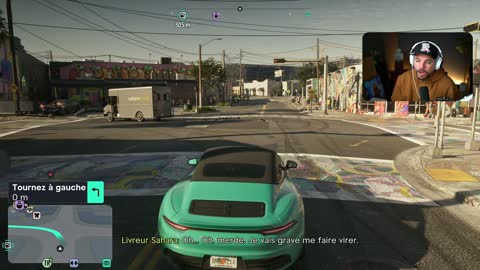 505 m
Tournez à gauche
0 m
Livreur Sahara: Oh... Oh, merde. Je vais grave me faire virer.